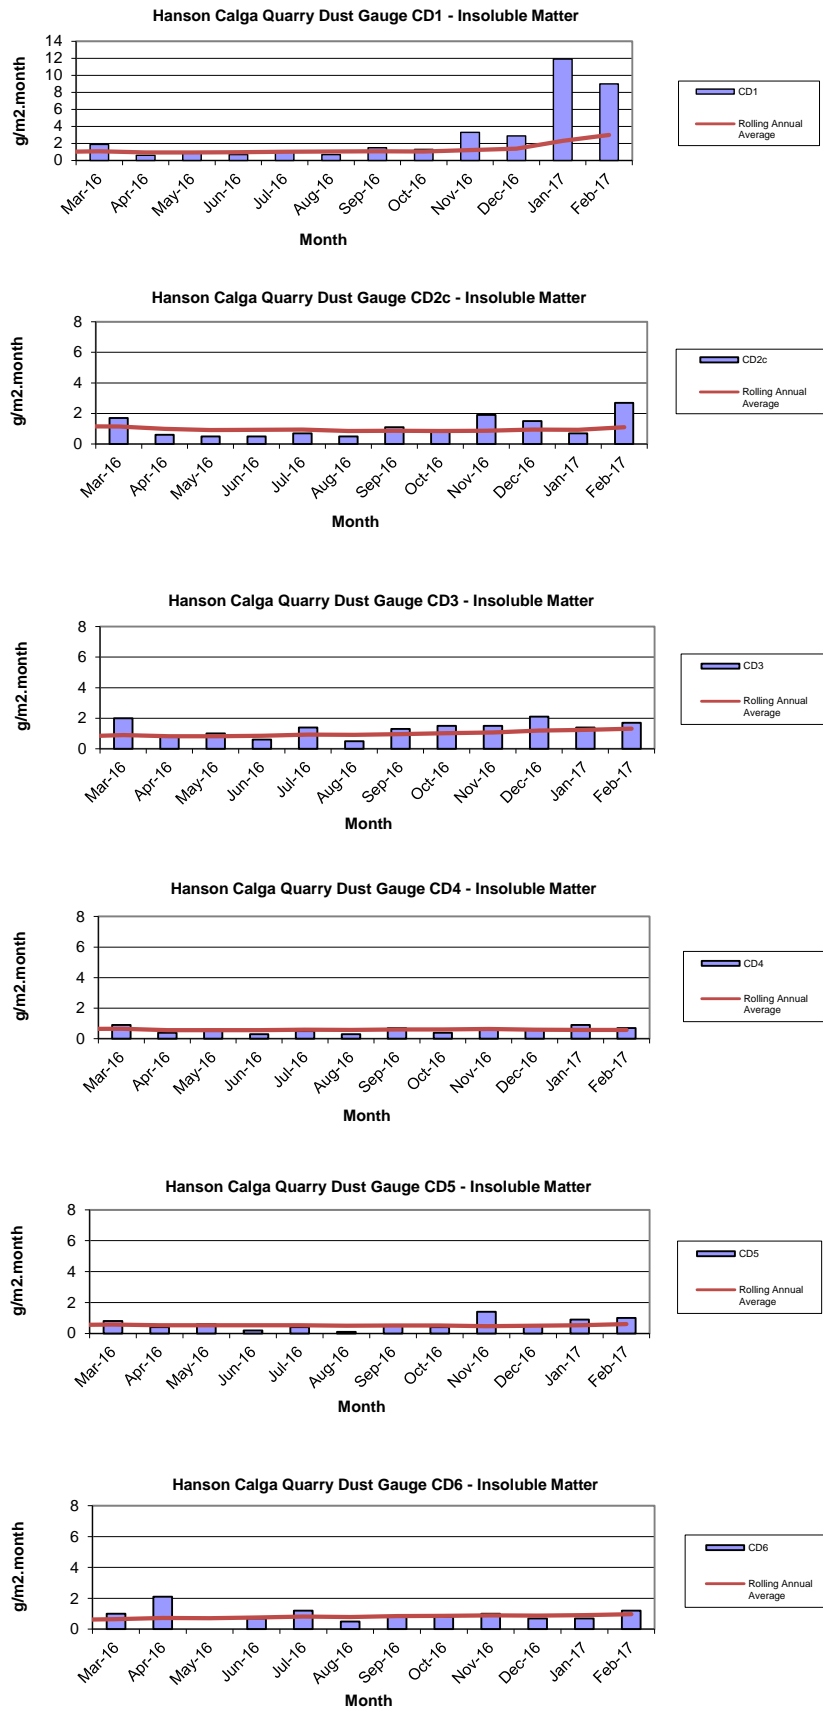 Hanson Calga Quarry Dust Gauge CD1 - Insoluble Matter
g/m2.month
14
12
10
8
6
4
2
0
Mar-16 Apr-16 May-16 Jun-16 Jul-16 Aug-16 Sep-16 Oct-16 Nov-16 Dec-16 Jan-17 Feb-17
Month
CD1
Rolling Annual
Average
Hanson Calga Quarry Dust Gauge CD2c - Insoluble Matter
g/m2.month
8
6
4
2
0
Mar-16 Apr-16 May-16 Jun-16 Jul-16 Aug-16 Sep-16 Oct-16 Nov-16 Dec-16 Jan-17 Feb-17
Month
CD2c
Rolling Annual
Average
Hanson Calga Quarry Dust Gauge CD3 - Insoluble Matter
g/m2.month
8
6
4
2
0
Mar-16 Apr-16 May-16 Jun-16 Jul-16 Aug-16 Sep-16 Oct-16 Nov-16 Dec-16 Jan-17 Feb-17
Month
CD3
Rolling Annual
Average
Hanson Calga Quarry Dust Gauge CD4 - Insoluble Matter
g/m2.month
8
6
4
2
0
Mar-16 Apr-16 May-16 Jun-16 Jul-16 Aug-16 Sep-16 Oct-16 Nov-16 Dec-16 Jan-17 Feb-17
Month
CD4
Rolling Annual
Average
Hanson Calga Quarry Dust Gauge CD5 - Insoluble Matter
g/m2.month
8
6
4
2
0
Mar-16 Apr-16 May-16 Jun-16 Jul-16 Aug-16 Sep-16 Oct-16 Nov-16 Dec-16 Jan-17 Feb-17
Month
CD5
Rolling Annual
Average
Hanson Calga Quarry Dust Gauge CD6 - Insoluble Matter
g/m2.month
8
6
4
2
0
Mar-16 Apr-16 May-16 Jun-16 Jul-16 Aug-16 Sep-16 Oct-16 Nov-16 Dec-16 Jan-17 Feb-17
Month
CD6
Rolling Annual
Average